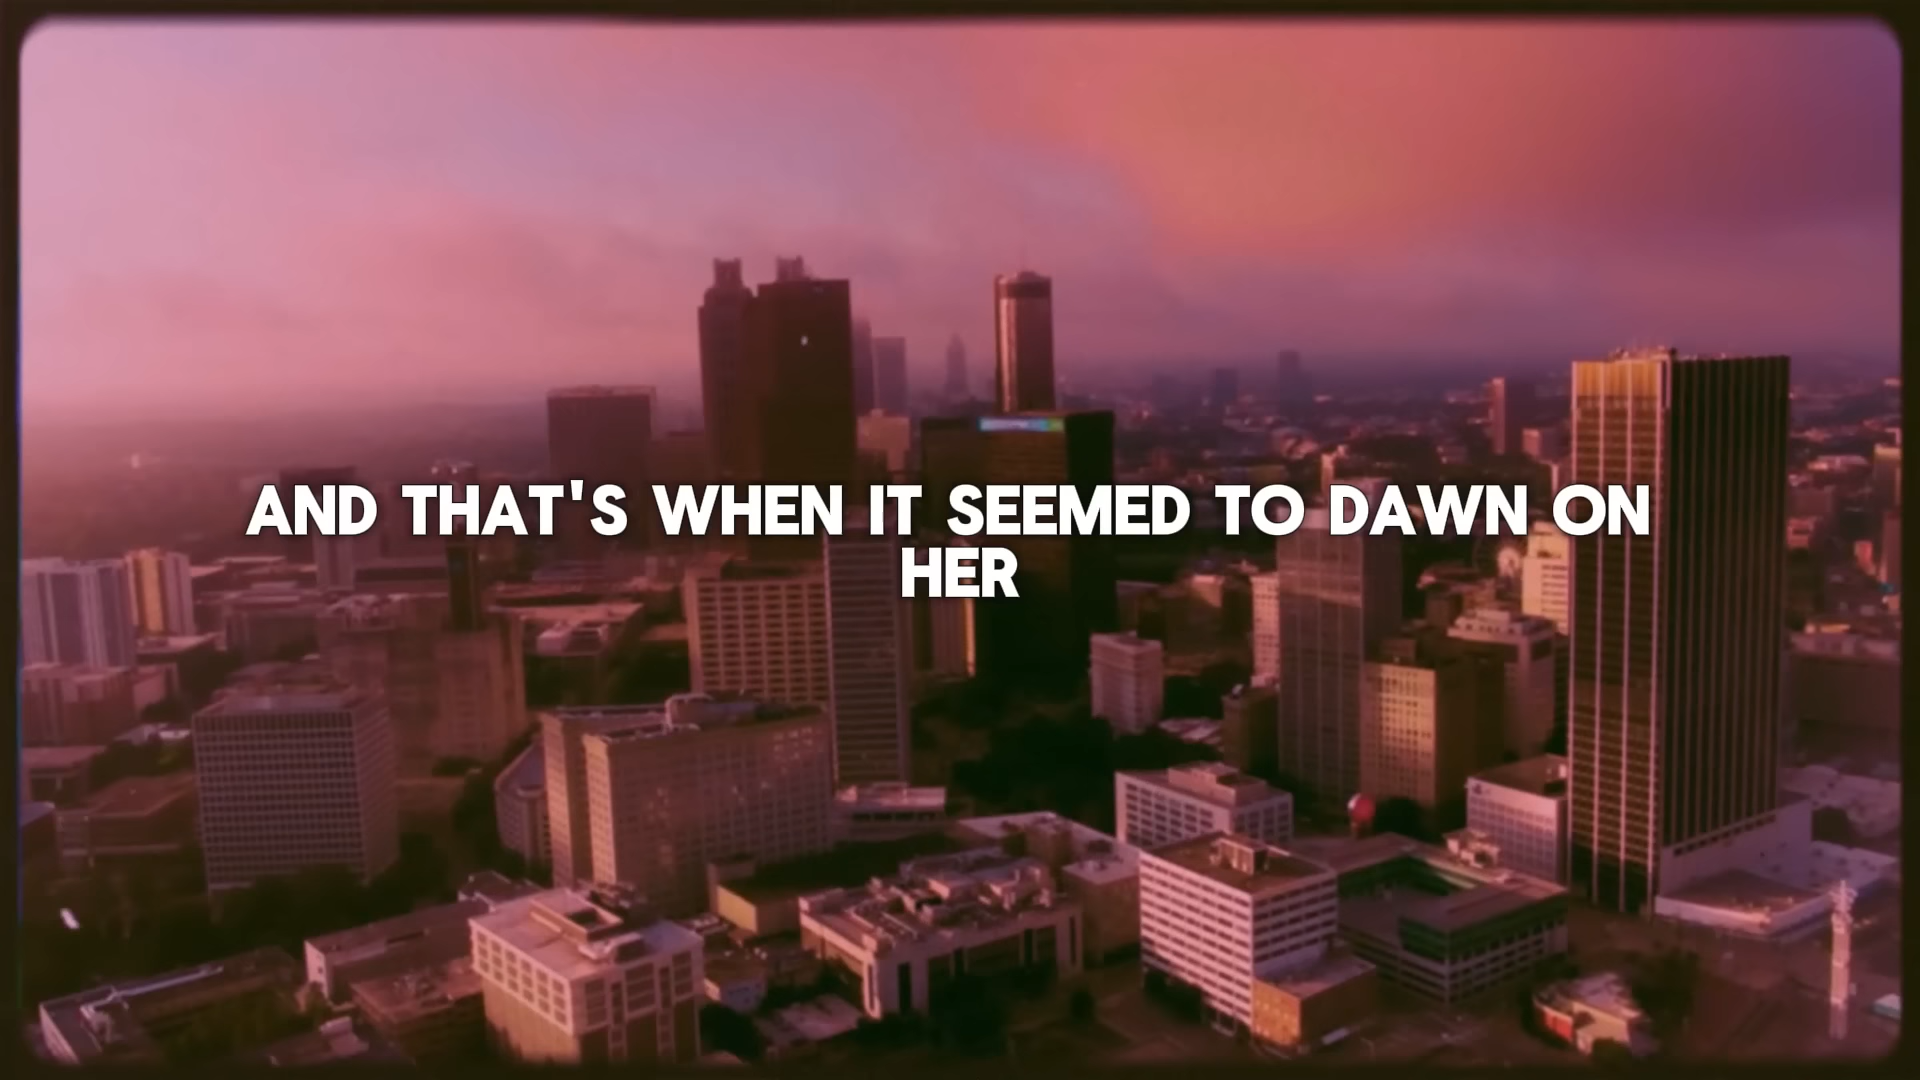 AND THAT'S WHEN IT SEEMED TO DAWN ON
HER